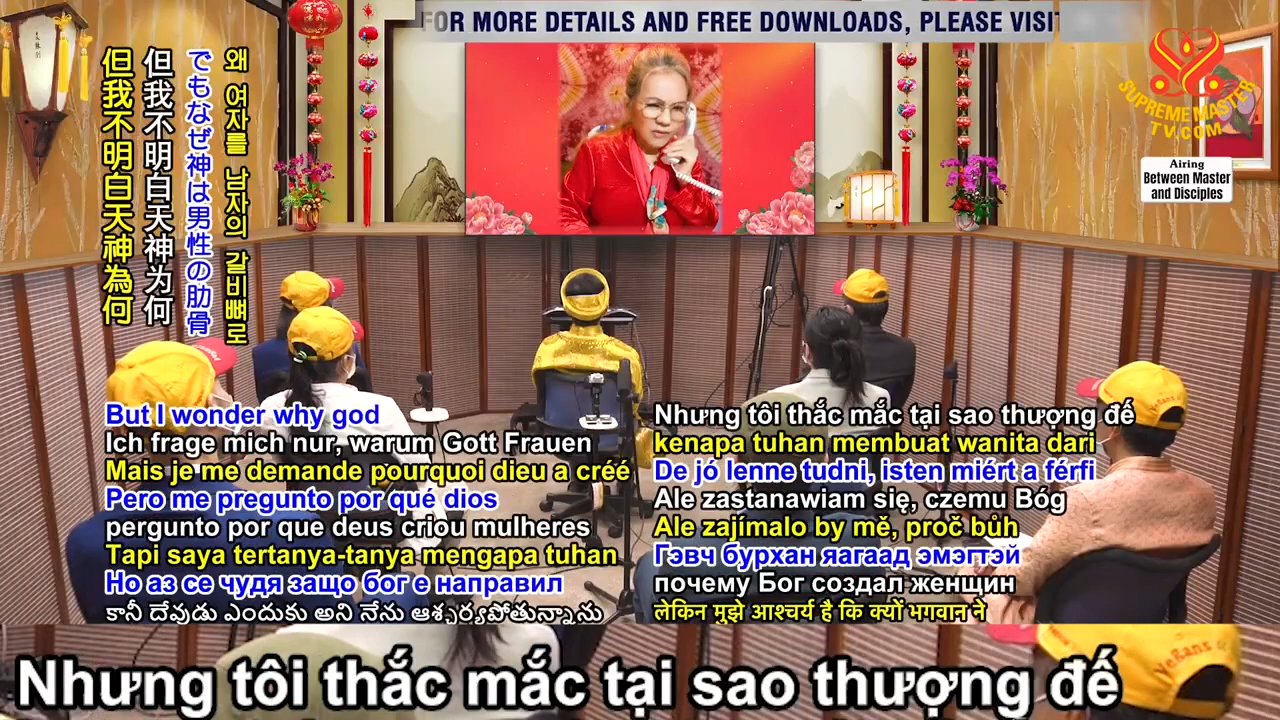 FOR MORE DETAILS AND FREE DOWNLOADS, PLEASE VISI
SUPREME MASTER
TV.COM
Airing
Between Master
and Disciples
왜 여자를 남자의 갈비뼈로
でもなぜ神は男性の肋骨
但我不明白天神为何
但我不明白天神為何
But I wonder why god
Ich frage mich nur, warum Gott Frauen
Mais je me demande pourquoi dieu a créé
Pero me pregunto por qué dios
pergunto por que deus criou mulheres
Tapi saya tertanya-tanya mengapa tuhan
Но аз се чудя защо бог е направил
కానీ దేవుడు ఎందుకు అని నేను ఆశ్చర్యపోతున్నాను
Nhưng tôi thắc mắc tại sao thượng đế
kenapa tuhan membuat wanita dari
De jó lenne tudni, isten miért a férfi
Ale zastanawiam się, czemu Bóg
Ale zajímalo by mě, proč bůh
Гэвч бурхан яагаад эмэгтэй
почему Бог создал женщин
लेकिन मुझे आश्चर्य है कि क्यों भगवान ने
Nhưng tôi thắc mắc tại sao thượng đế